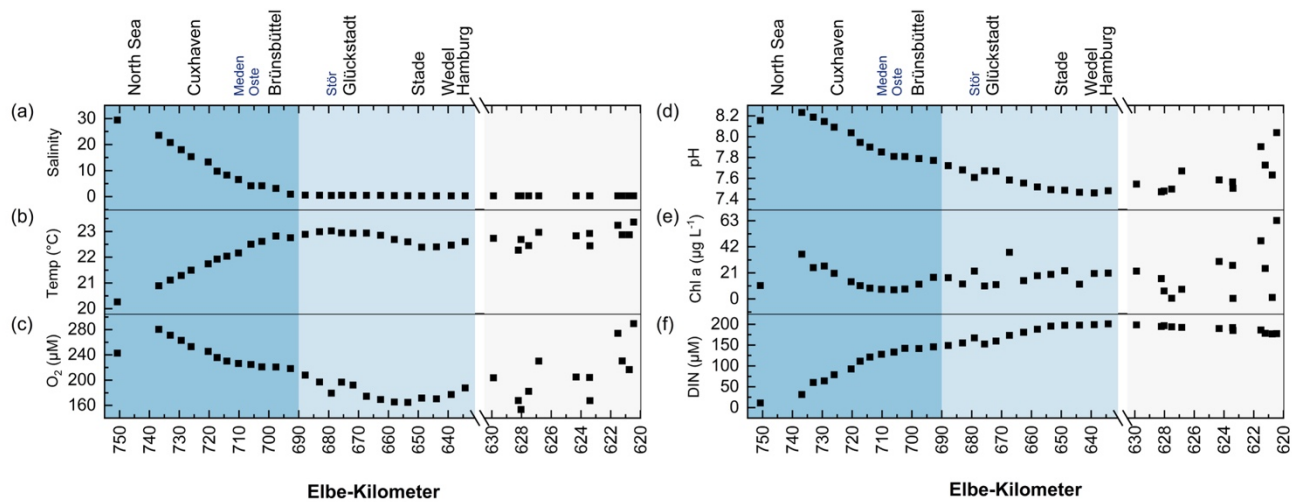 North Sea
Cuxhaven
Meden
Oste
Brünsbüttel
Stör
Glückstadt
Stade
Wedel
Hamburg
(a)
Salinity
30
20
10
0
(b)
Temp (°C)
23
22
21
20
(c)
O2 (µM)
280
240
200
160
750 740 730 720 710 700 690 680 670 660 650 640 630 628 626 624 622 620
Elbe-Kilometer
North Sea
Cuxhaven
Meden
Oste
Brünsbüttel
Stör
Glückstadt
Stade
Wedel
Hamburg
(d)
pH
8.2
8.0
7.8
7.6
7.4
(e)
Chl a (µg L-1)
63
42
21
0
(f)
DIN (µM)
200
150
100
50
0
750 740 730 720 710 700 690 680 670 660 650 640 630 628 626 624 622 620
Elbe-Kilometer